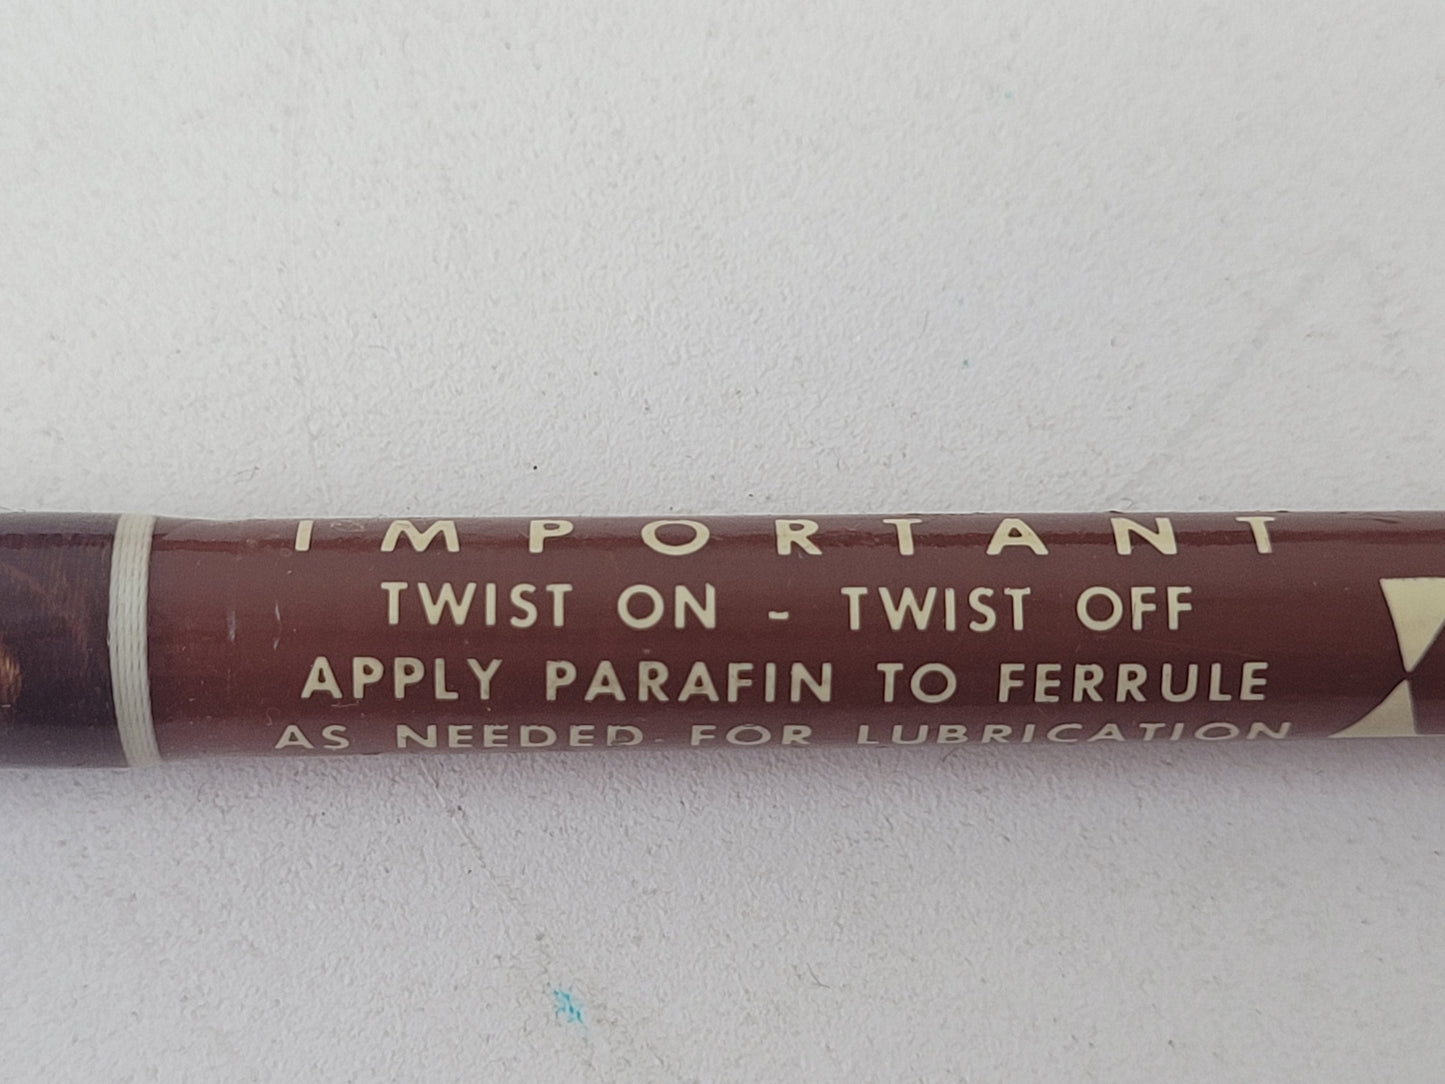 IMPORTANT
TWIST ON - TWIST OFF
APPLY PARAFIN TO FERRULE
AS NEEDED FOR LUBRICATION